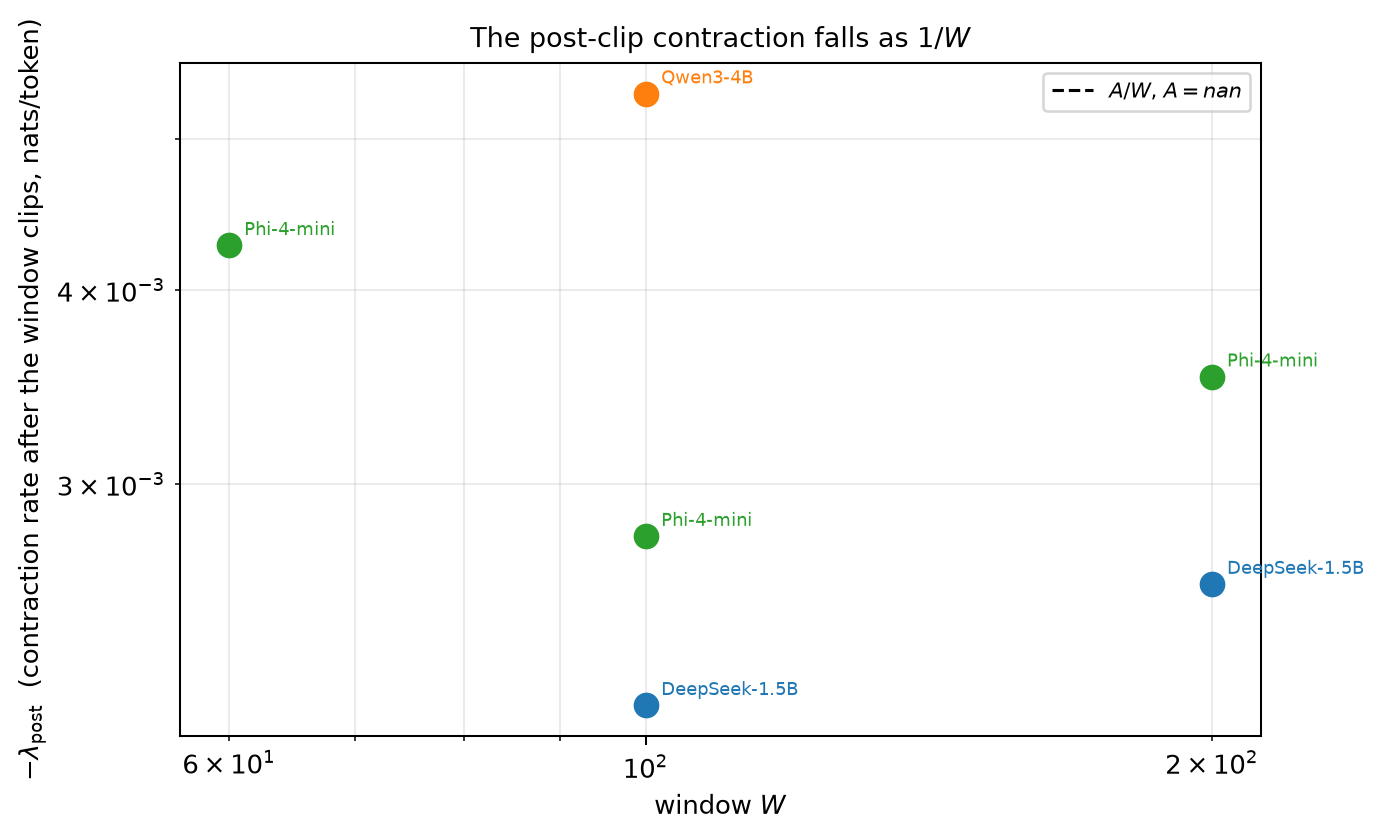 The post-clip contraction falls as 1/W
A/W, A = nan
−λpost (contraction rate after the window clips, nats/token)
4 × 10⁻³
3 × 10⁻³
Qwen3-4B
Phi-4-mini
Phi-4-mini
Phi-4-mini
DeepSeek-1.5B
DeepSeek-1.5B
6 × 10¹
10²
2 × 10²
window W